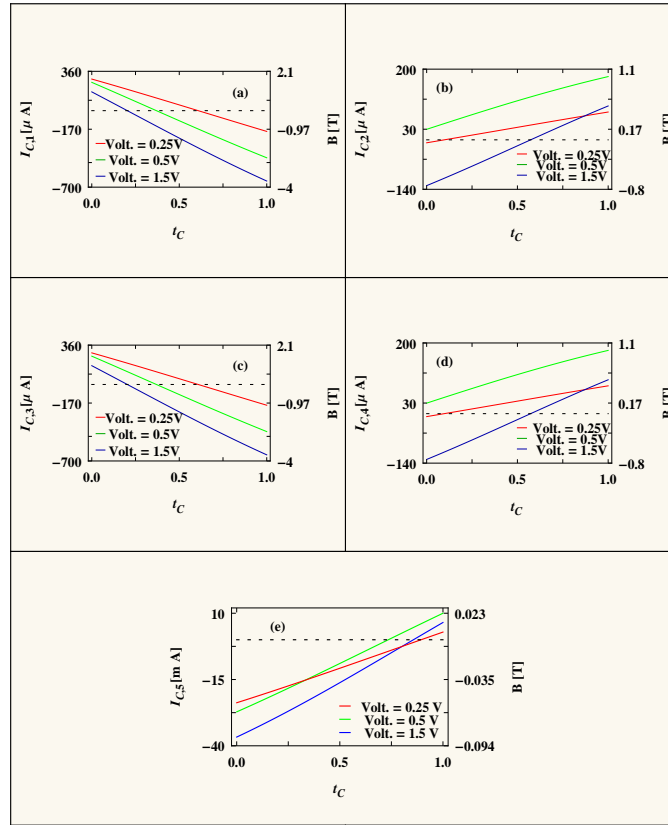 360
2.1
(a)
I_{C,1}[μ A]
−170
Volt. = 0.25V
−0.97
B [T]
Volt. = 0.5V
Volt. = 1.5V
−700
−4
0.0
0.5
1.0
t_C
200
1.1
(b)
I_{C,2}[μ A]
30
0.17
B [T]
Volt. = 0.25V
Volt. = 0.5V
Volt. = 1.5V
−140
−0.8
0.0
0.5
1.0
t_C
360
2.1
(c)
I_{C,3}[μ A]
−170
−0.97
B [T]
Volt. = 0.25V
Volt. = 0.5V
Volt. = 1.5V
−700
−4
0.0
0.5
1.0
t_C
200
1.1
(d)
I_{C,4}[μ A]
30
0.17
B [T]
Volt. = 0.25V
Volt. = 0.5V
Volt. = 1.5V
−140
−0.8
0.0
0.5
1.0
t_C
10
0.023
(e)
I_{C,5}[m A]
−15
−0.035
B [T]
Volt. = 0.25 V
Volt. = 0.5 V
Volt. = 1.5 V
−40
−0.094
0.0
0.5
1.0
t_C